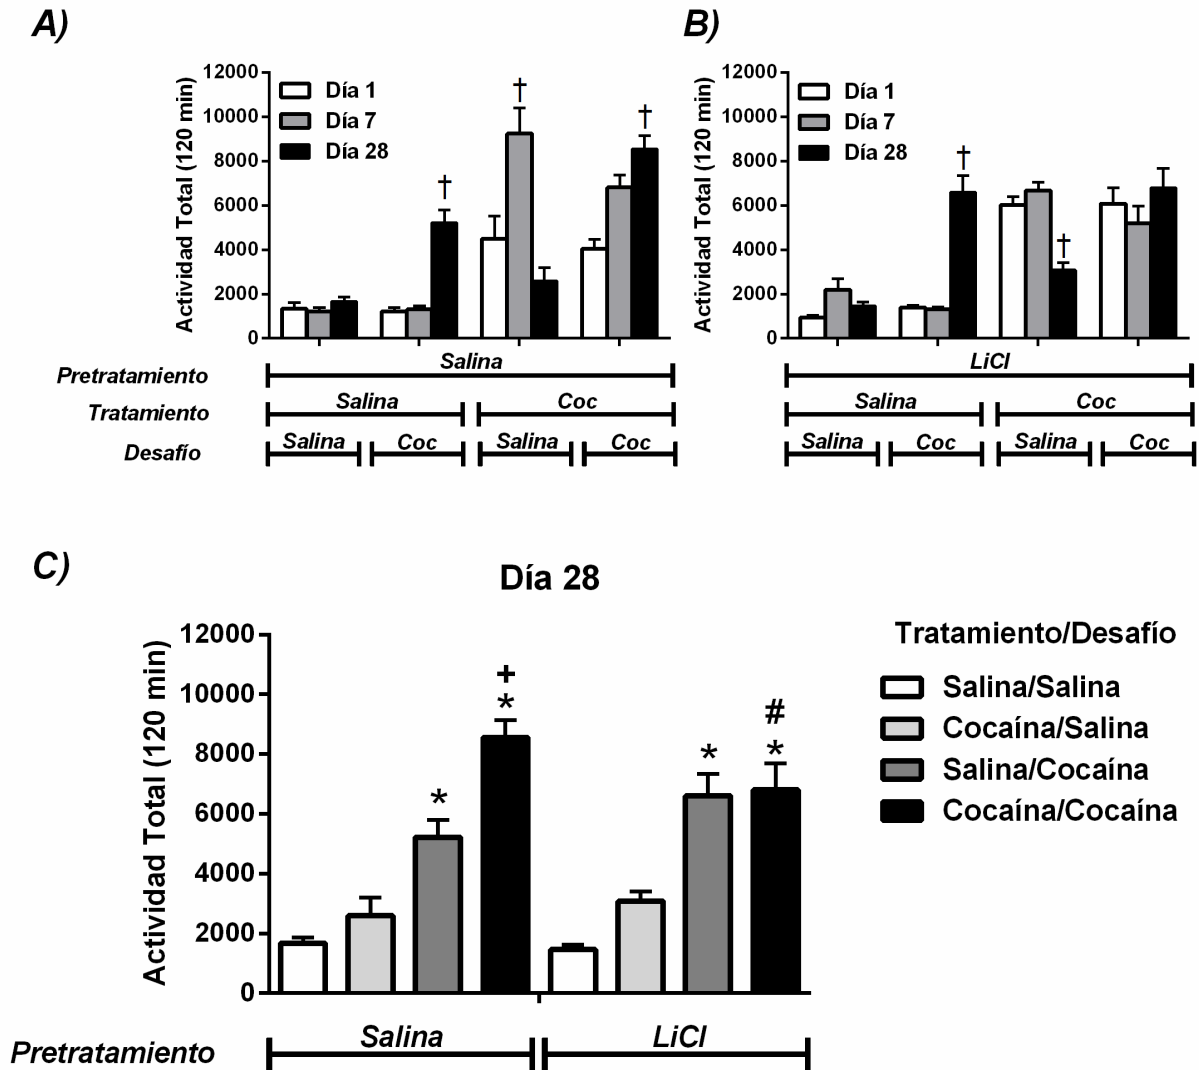 A)
12000
10000
8000
6000
4000
2000
0
Actividad Total (120 min)
Día 1
Día 7
Día 28
†
†
†
Pretratamiento
Salina
Tratamiento
Salina
Coc
Desafío
Salina
Coc
Salina
Coc
B)
12000
10000
8000
6000
4000
2000
0
Actividad Total (120 min)
Día 1
Día 7
Día 28
†
†
LiCl
Salina
Coc
Salina
Coc
Salina
Coc
C)
Día 28
12000
10000
8000
6000
4000
2000
0
Actividad Total (120 min)
*
+
*
*
#
*
Pretratamiento
Salina
LiCl
Tratamiento/Desafío
Salina/Salina
Cocaína/Salina
Salina/Cocaína
Cocaína/Cocaína